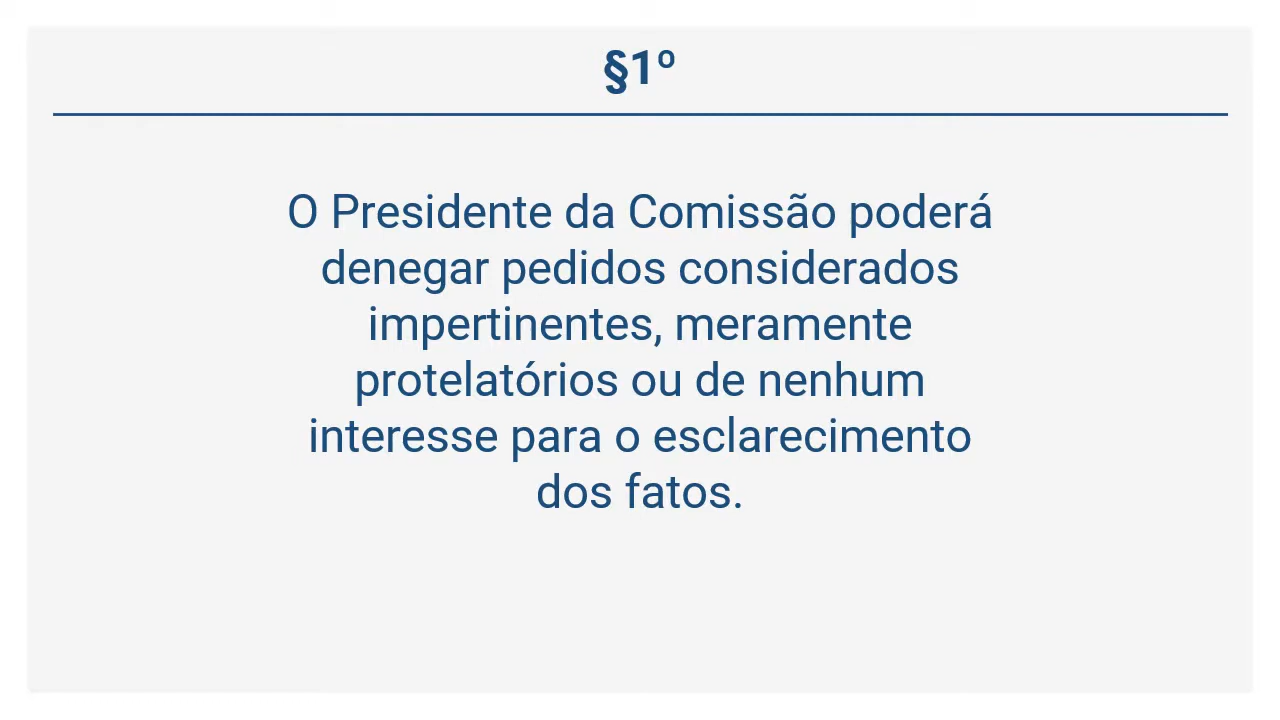 §1º
O Presidente da Comissão poderá
denegar pedidos considerados
impertinentes, meramente
protelatórios ou de nenhum
interesse para o esclarecimento
dos fatos.